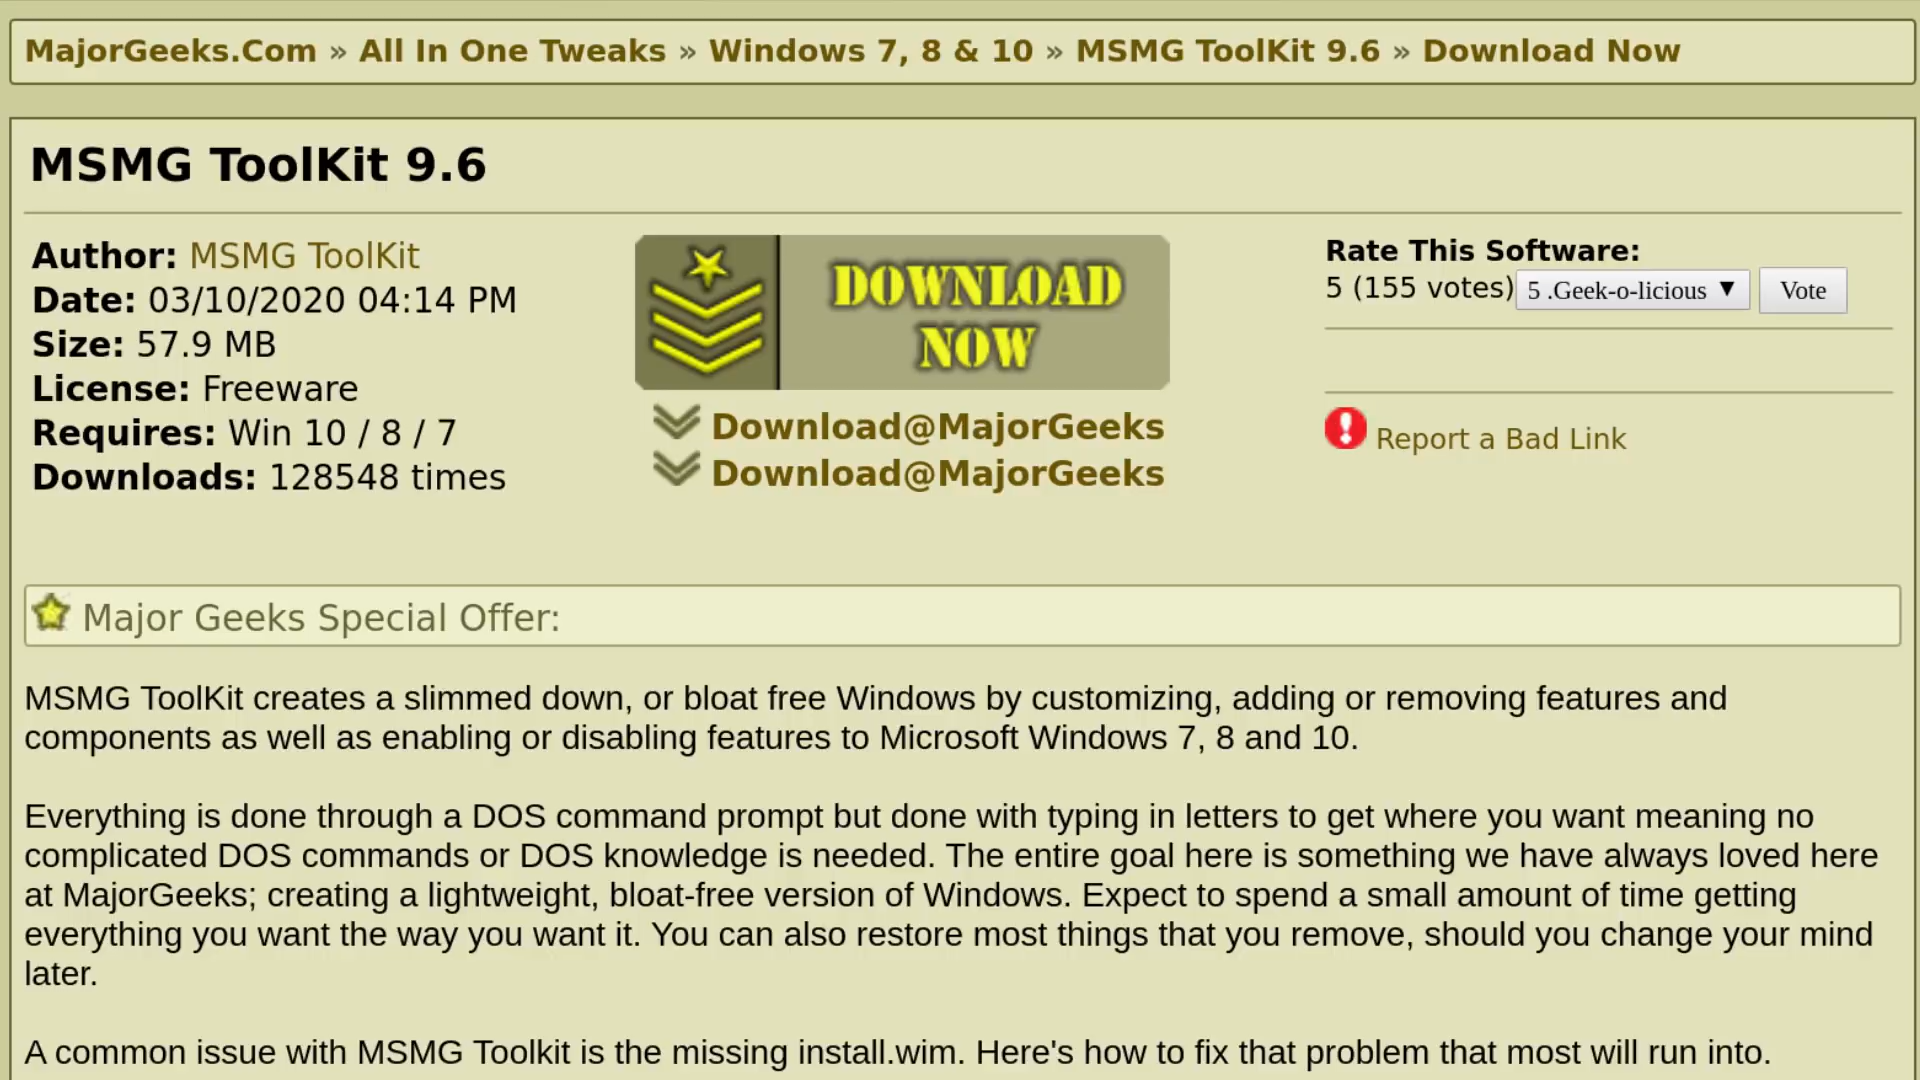 MajorGeeks.Com » All In One Tweaks » Windows 7, 8 & 10 » MSMG ToolKit 9.6 » Download Now
MSMG ToolKit 9.6
Author: MSMG ToolKit
Date: 03/10/2020 04:14 PM
Size: 57.9 MB
License: Freeware
Requires: Win 10 / 8 / 7
Downloads: 128548 times
DOWNLOAD
NOW
Download@MajorGeeks
Download@MajorGeeks
Rate This Software:
5 (155 votes) 5 .Geek-o-licious Vote
Report a Bad Link
Major Geeks Special Offer:
MSMG ToolKit creates a slimmed down, or bloat free Windows by customizing, adding or removing features and
components as well as enabling or disabling features to Microsoft Windows 7, 8 and 10.
Everything is done through a DOS command prompt but done with typing in letters to get where you want meaning no
complicated DOS commands or DOS knowledge is needed. The entire goal here is something we have always loved here
at MajorGeeks; creating a lightweight, bloat-free version of Windows. Expect to spend a small amount of time getting
everything you want the way you want it. You can also restore most things that you remove, should you change your mind
later.
A common issue with MSMG Toolkit is the missing install.wim. Here's how to fix that problem that most will run into.